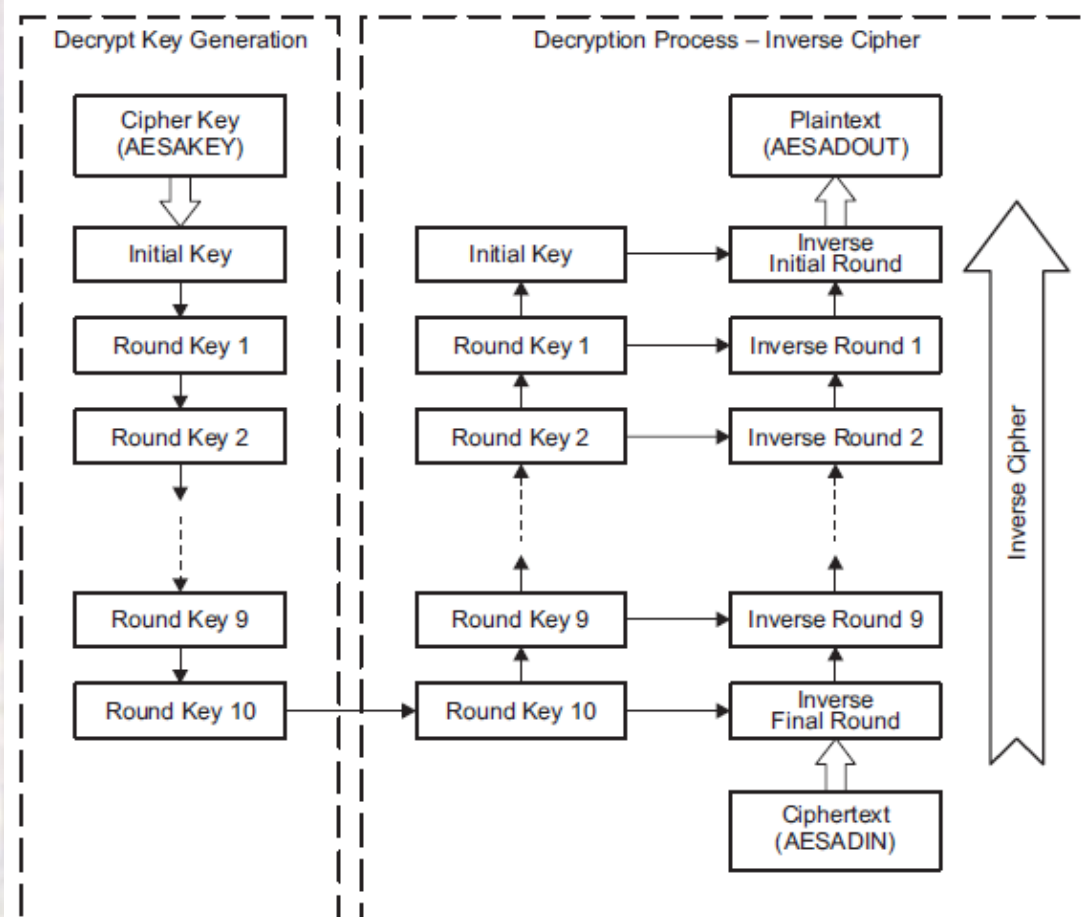 Decrypt Key Generation
Cipher Key
(AESAKEY)
Initial Key
Round Key 1
Round Key 2
Round Key 9
Round Key 10
Decryption Process – Inverse Cipher
Plaintext
(AESADOUT)
Initial Key
Inverse
Initial Round
Round Key 1
Inverse Round 1
Round Key 2
Inverse Round 2
Round Key 9
Inverse Round 9
Round Key 10
Inverse
Final Round
Ciphertext
(AESADIN)
Inverse Cipher